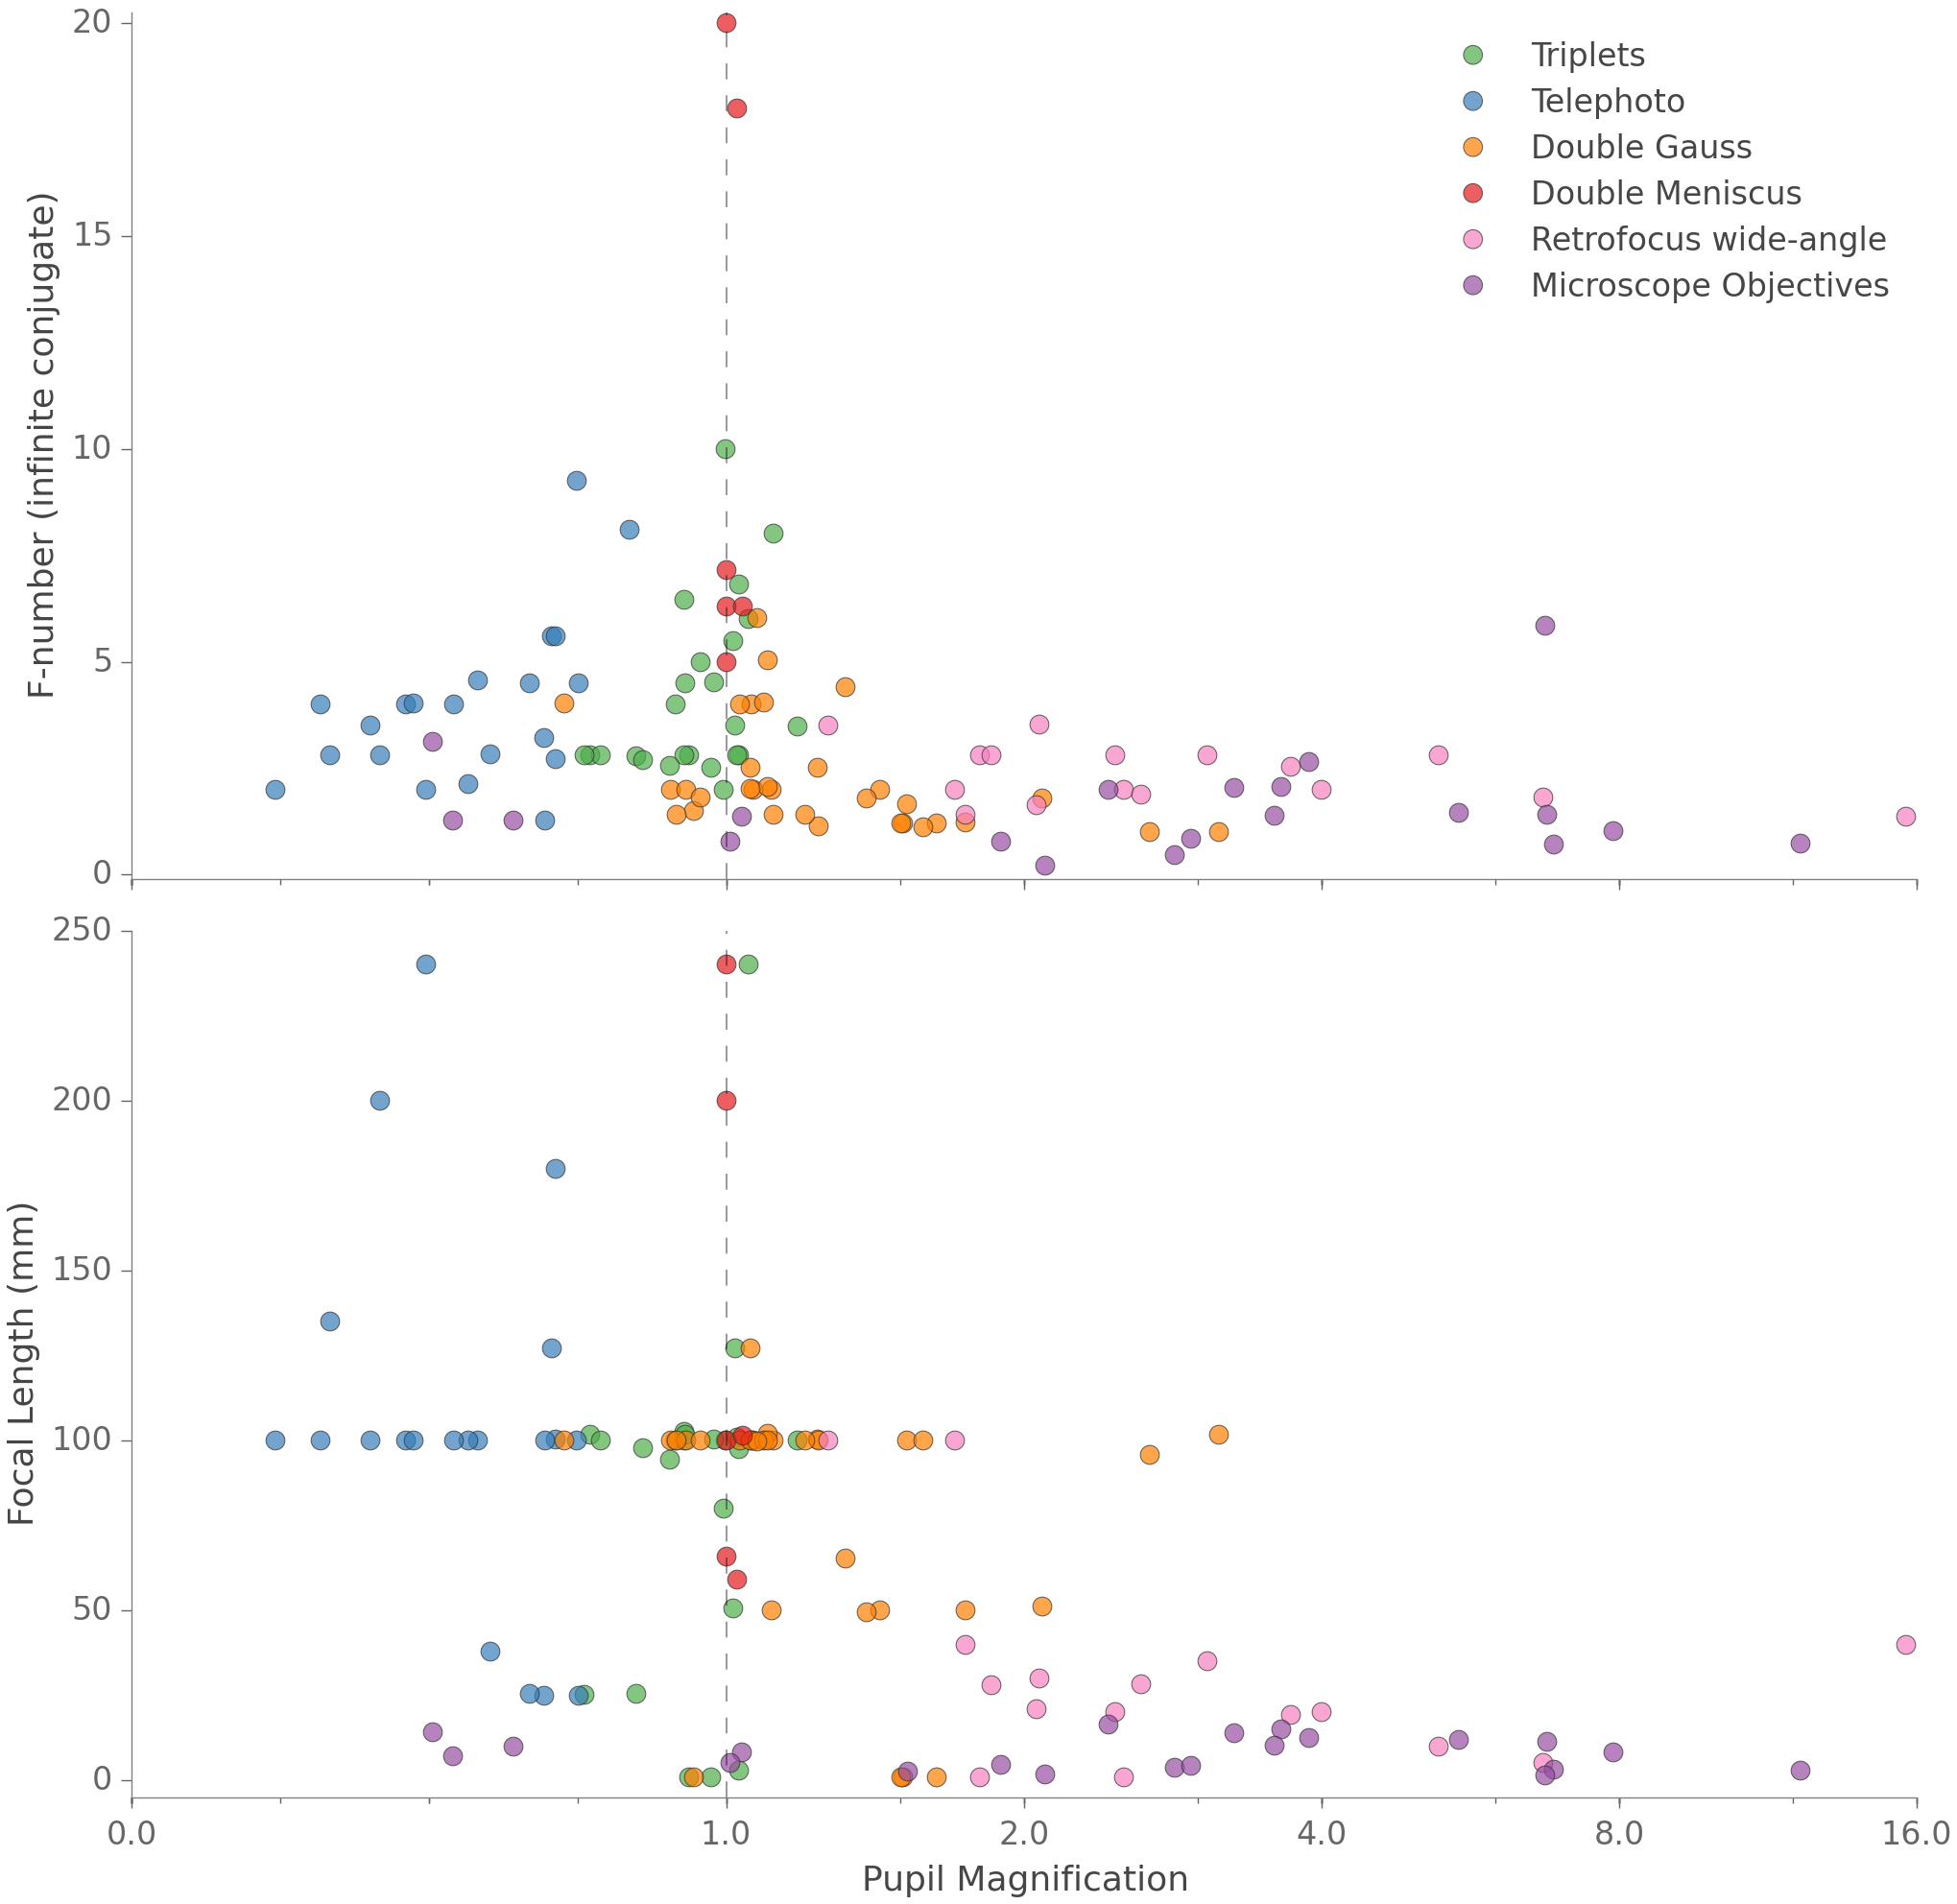 20
15
10
5
0
F-number (infinite conjugate)
Triplets
Telephoto
Double Gauss
Double Meniscus
Retrofocus wide-angle
Microscope Objectives
250
200
150
100
50
0
Focal Length (mm)
0.0 1.0 2.0 4.0 8.0 16.0
Pupil Magnification